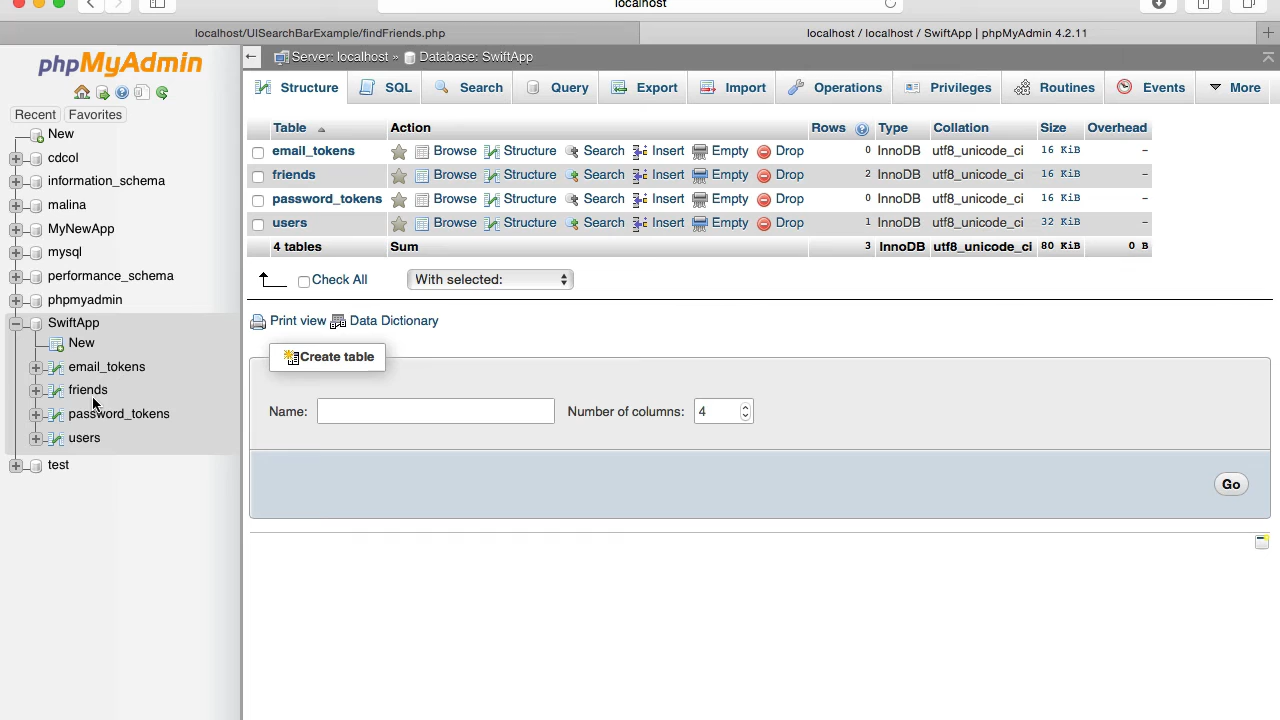 localhost
localhost/UISearchBarExample/findFriends.php
localhost / localhost / SwiftApp | phpMyAdmin 4.2.11
phpMyAdmin
Recent Favorites
New
cdcol
information_schema
malina
MyNewApp
mysql
performance_schema
phpmyadmin
SwiftApp
New
email_tokens
friends
password_tokens
users
test
Server: localhost » Database: SwiftApp
Structure SQL Search Query Export Import Operations Privileges Routines Events More
Table Action Rows Type Collation Size Overhead
email_tokens Browse Structure Search Insert Empty Drop 0 InnoDB utf8_unicode_ci 16 KiB -
friends Browse Structure Search Insert Empty Drop 2 InnoDB utf8_unicode_ci 16 KiB -
password_tokens Browse Structure Search Insert Empty Drop 0 InnoDB utf8_unicode_ci 16 KiB -
users Browse Structure Search Insert Empty Drop 1 InnoDB utf8_unicode_ci 32 KiB -
4 tables Sum 3 InnoDB utf8_unicode_ci 80 KiB 0 B
Check All With selected:
Print view Data Dictionary
Create table
Name: Number of columns: 4
Go